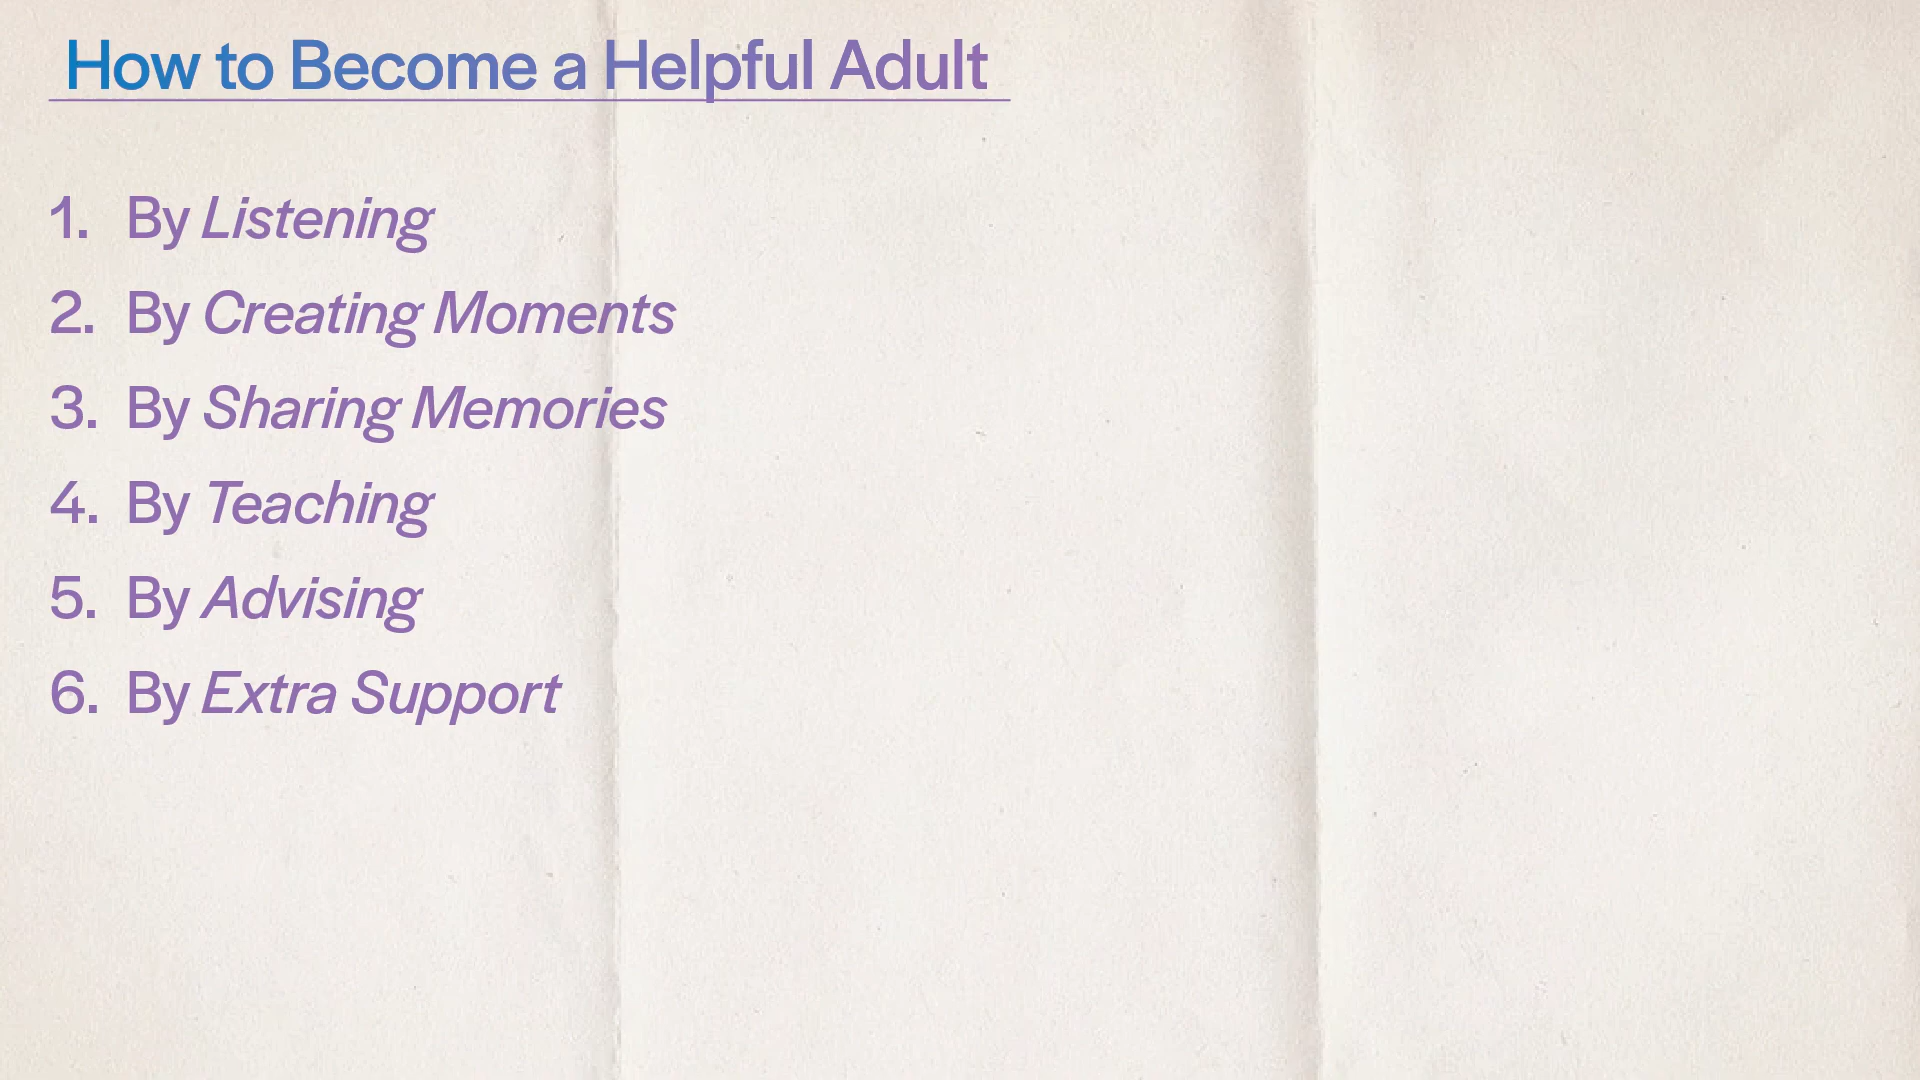 How to Become a Helpful Adult
1. By Listening
2. By Creating Moments
3. By Sharing Memories
4. By Teaching
5. By Advising
6. By Extra Support